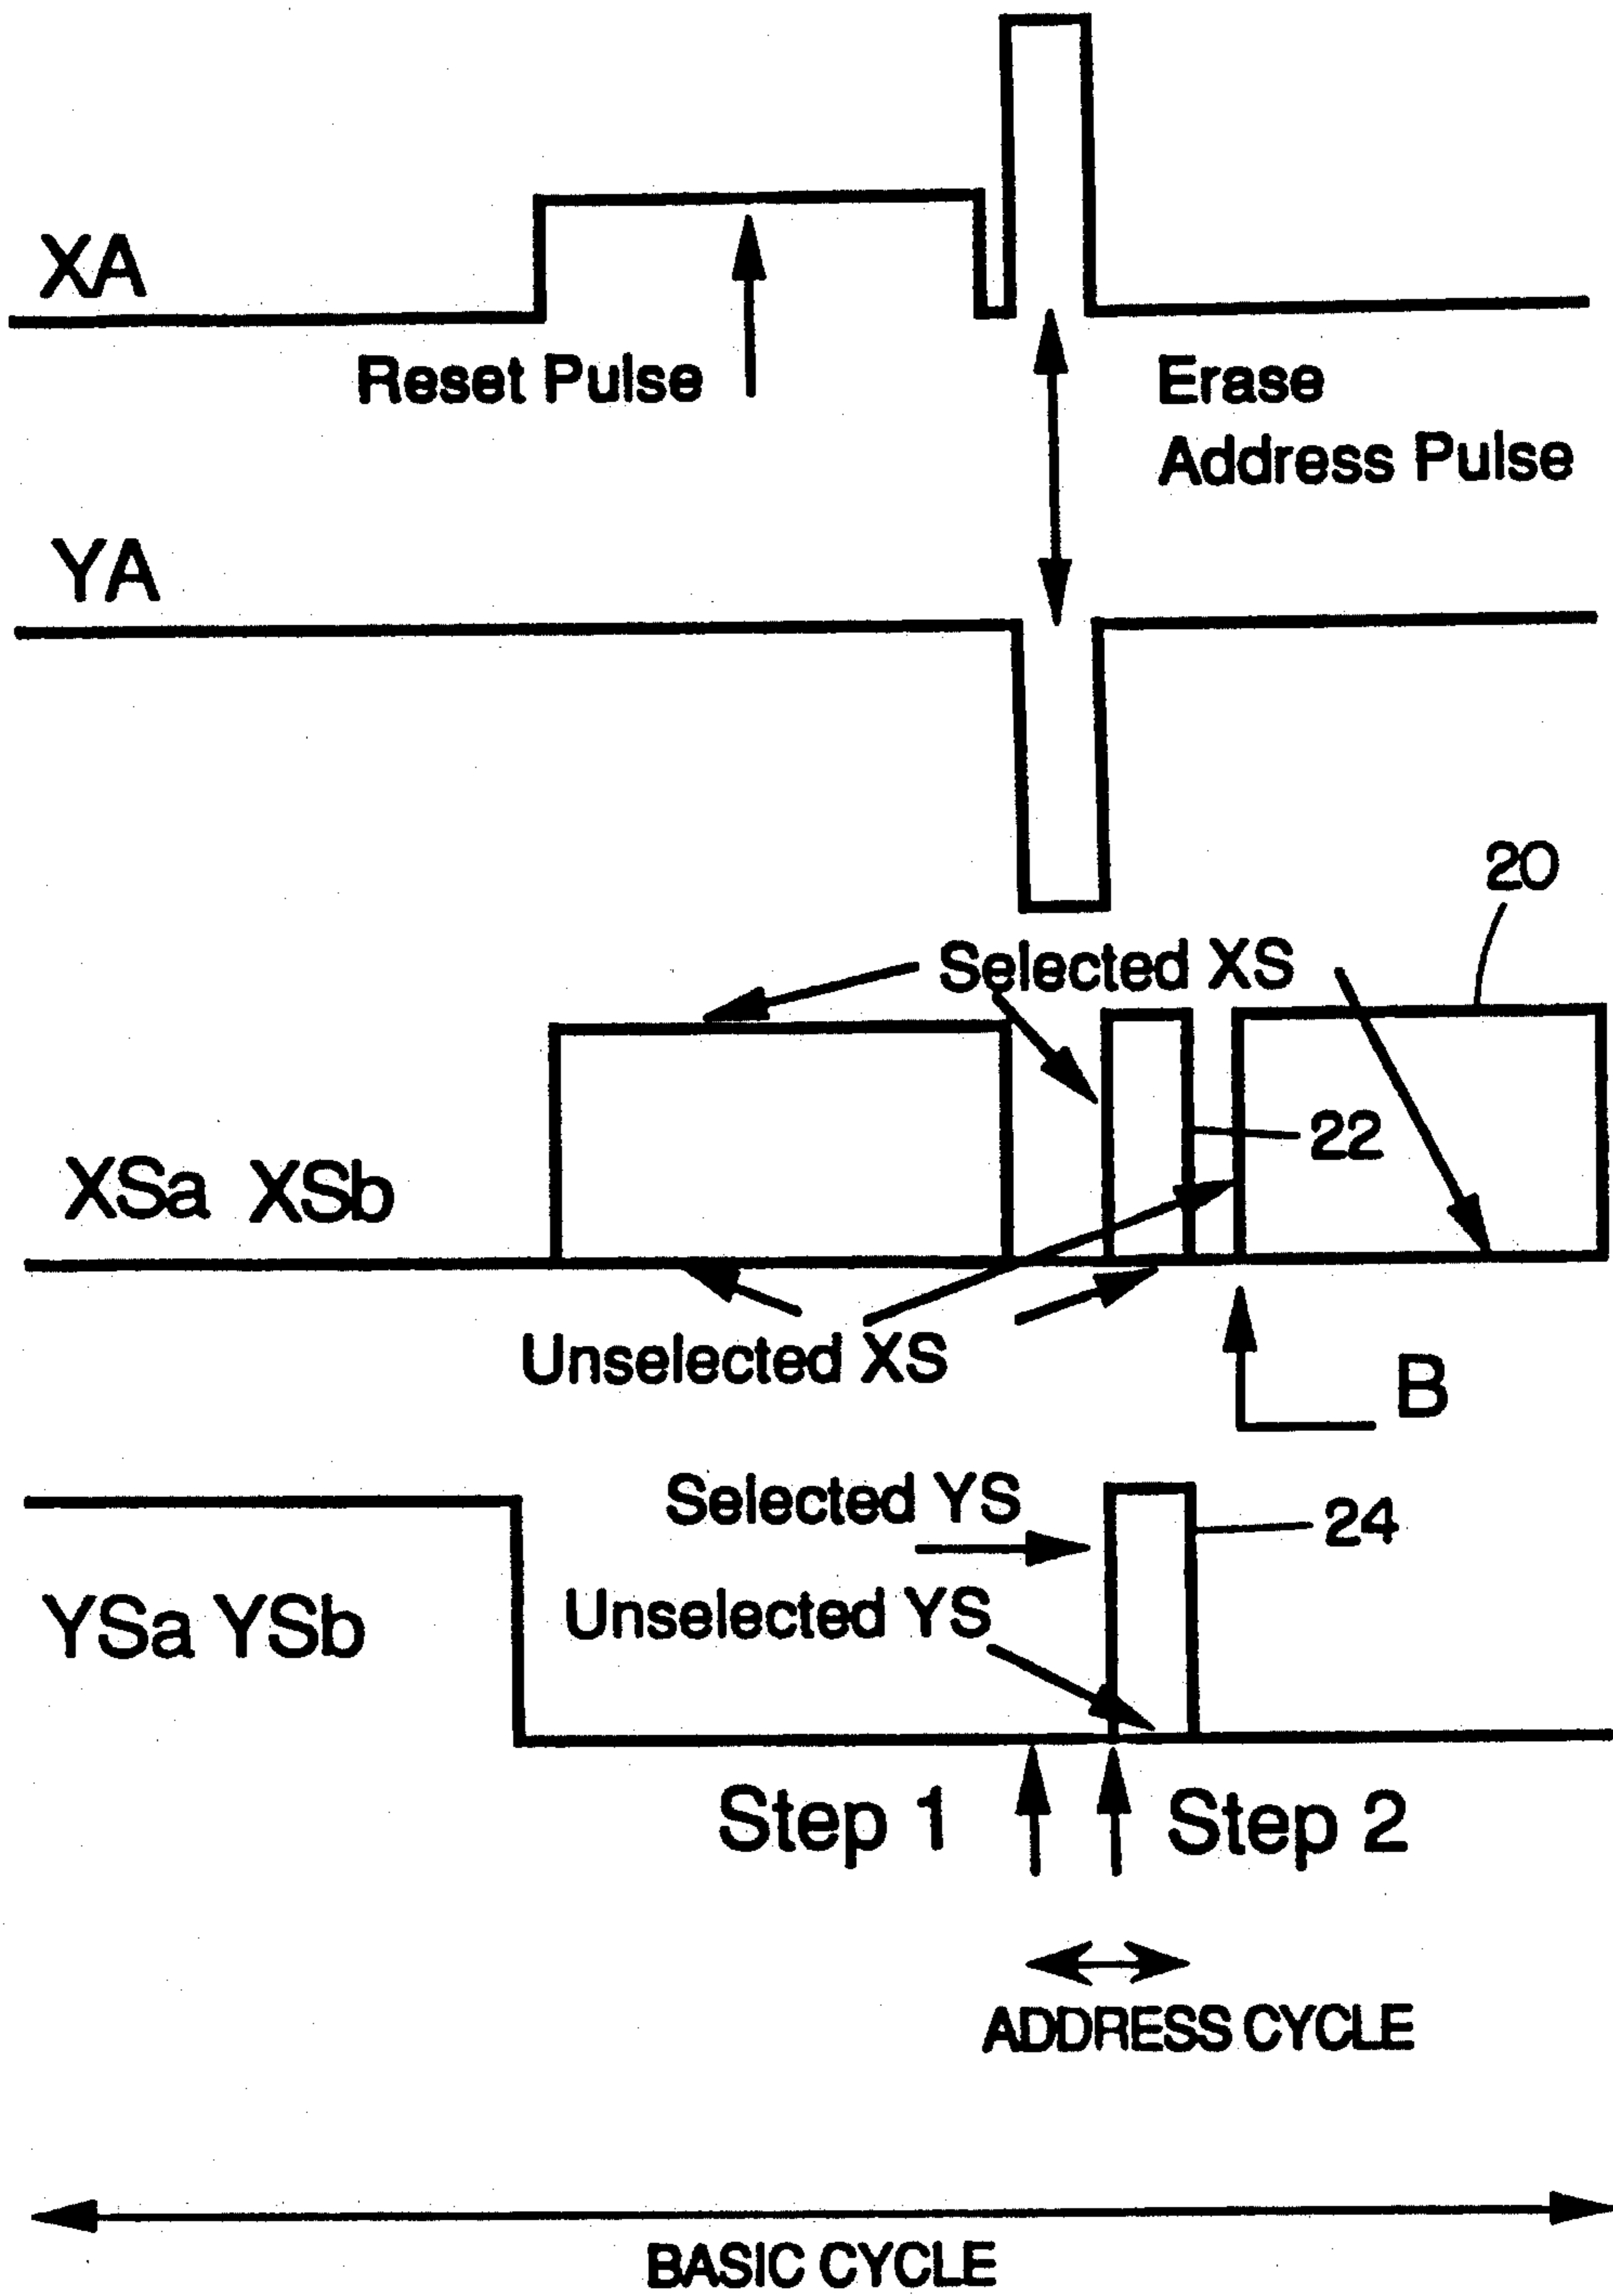 XA
Reset Pulse
Erase
Address Pulse
YA
20
Selected XS
22
XSa XSb
Unselected XS
B
Selected YS
24
Unselected YS
YSa YSb
Step 1
Step 2
ADDRESS CYCLE
BASIC CYCLE